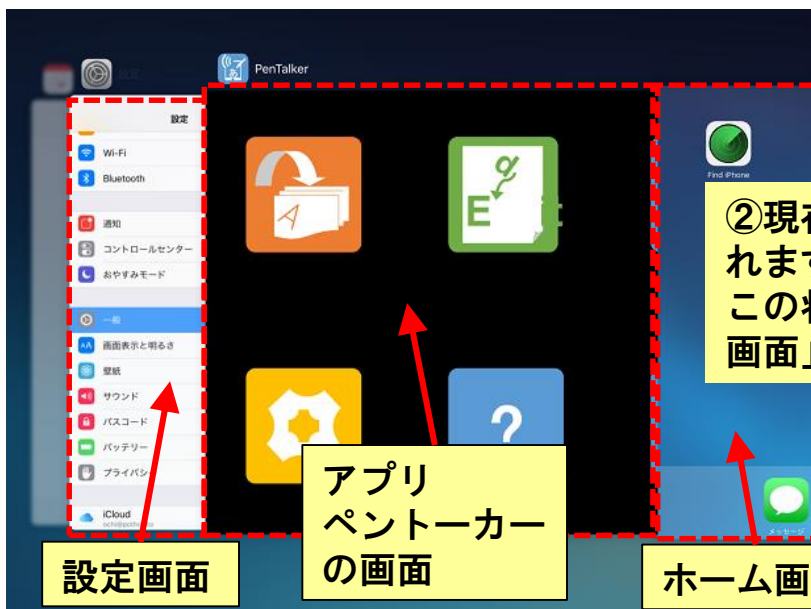 設定
PenTalker
設定
Wi-Fi
Bluetooth
通知
コントロールセンター
おやすみモード
一般
画面表示と明るさ
壁紙
サウンド
パスコード
バッテリー
プライバシー
iCloud
A
E
?
Find iPhone
②現在
れます
この状
画面」
メッセージ
アプリ
ペントーカー
の画面
設定画面
ホーム画